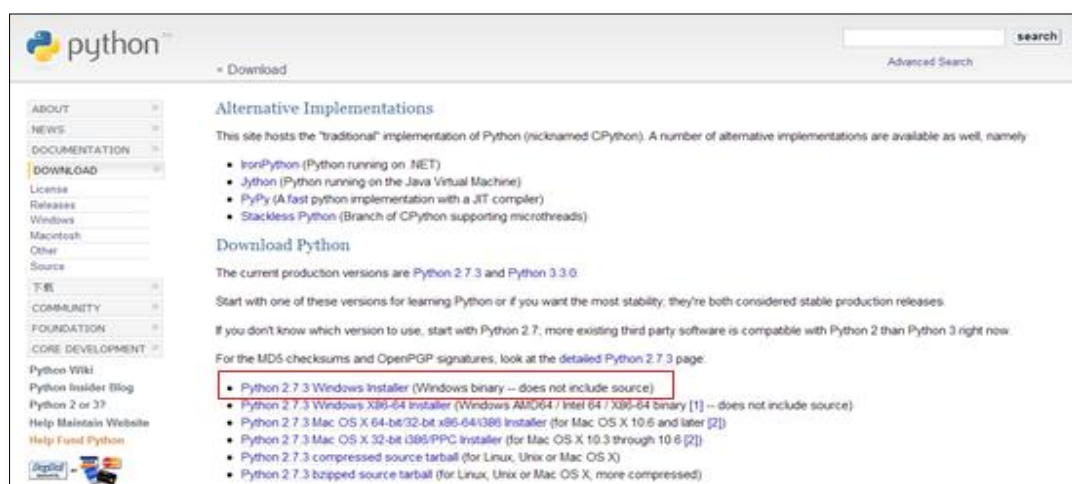 python™
search
Advanced Search
Download
ABOUT
NEWS
DOCUMENTATION
DOWNLOAD
License
Releases
Windows
Macintosh
Other
Source
下载
COMMUNITY
FOUNDATION
CORE DEVELOPMENT
Python Wiki
Python Insider Blog
Python 2 or 3?
Help Maintain Website
Help Fund Python
Alternative Implementations
This site hosts the "traditional" implementation of Python (nicknamed CPython). A number of alternative implementations are available as well, namely
IronPython (Python running on .NET)
Jython (Python running on the Java Virtual Machine)
PyPy (A fast python implementation with a JIT compiler)
Stackless Python (Branch of CPython supporting microthreads)
Download Python
The current production versions are Python 2.7.3 and Python 3.3.0.
Start with one of these versions for learning Python or if you want the most stability; they're both considered stable production releases.
If you don't know which version to use, start with Python 2.7; more existing third party software is compatible with Python 2 than Python 3 right now.
For the MD5 checksums and OpenPGP signatures, look at the detailed Python 2.7.3 page:
Python 2.7.3 Windows Installer (Windows binary -- does not include source)
Python 2.7.3 Windows X86-64 Installer (Windows AMD64 / Intel 64 / X86-64 binary [1] -- does not include source)
Python 2.7.3 Mac OS X 64-bit/32-bit x86-64/i386 Installer (for Mac OS X 10.6 and later [2])
Python 2.7.3 Mac OS X 32-bit i386/PPC Installer (for Mac OS X 10.3 through 10.6 [2])
Python 2.7.3 compressed source tarball (for Linux, Unix or Mac OS X)
Python 2.7.3 bzipped source tarball (for Linux, Unix or Mac OS X, more compressed)